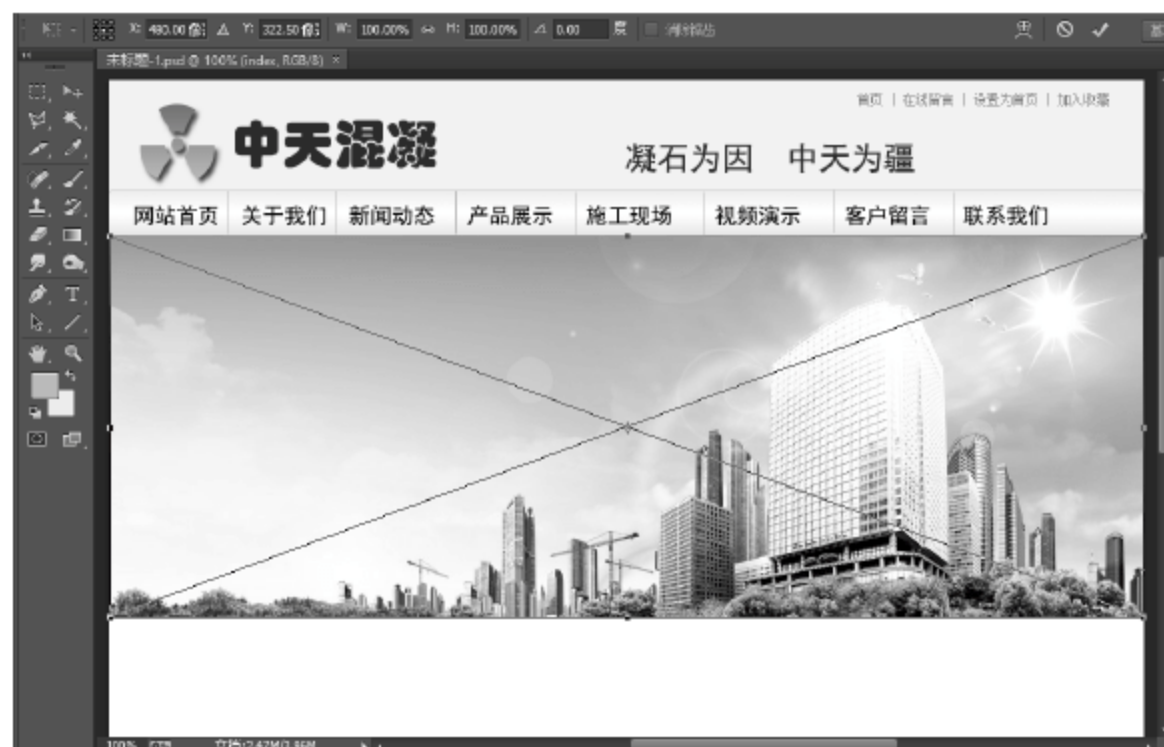 X: 480.00 Y: 322.50 W: 100.00% H: 100.00% 0.00 度
未标题-1.psd @ 100% (index, RGB/8) ×
首页 | 在线留言 | 设置为首页 | 加入收藏
中天混凝
凝石为因 中天为疆
网站首页 关于我们 新闻动态 产品展示 施工现场 视频演示 客户留言 联系我们